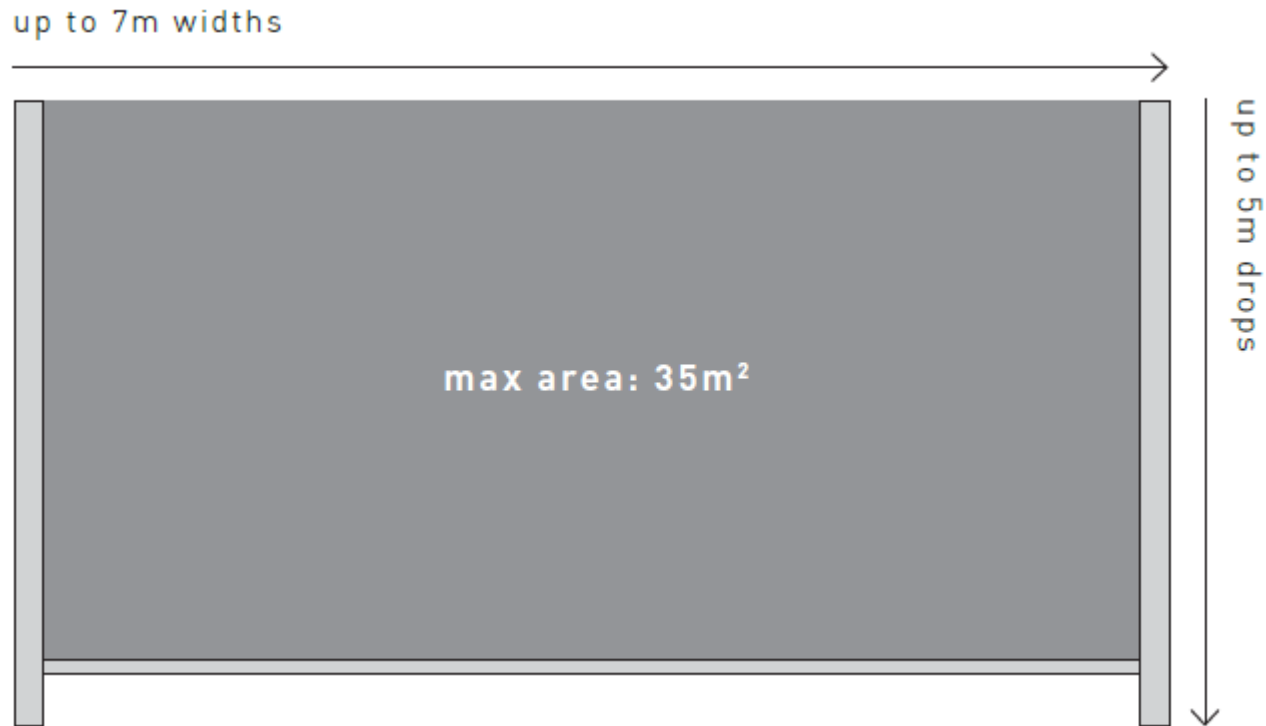 up to 7m widths
up to 5m drops
max area: 35m²